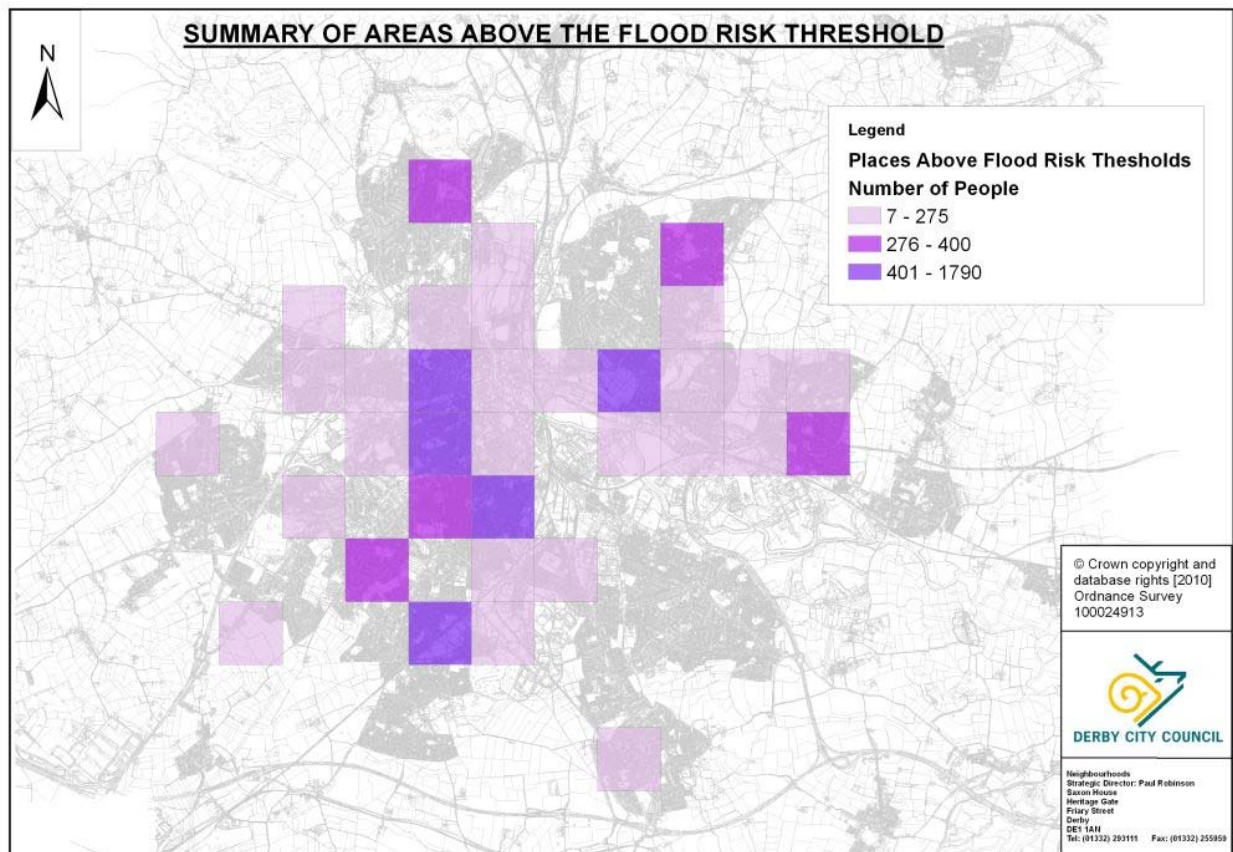 SUMMARY OF AREAS ABOVE THE FLOOD RISK THRESHOLD
N
Legend
Places Above Flood Risk Thesholds
Number of People
7 - 275
276 - 400
401 - 1790
© Crown copyright and
database rights [2010]
Ordnance Survey
100024913
DERBY CITY COUNCIL
Neighbourhoods
Strategic Director: Paul Robinson
Saxon House
Heritage Gate
Friary Street
Derby
DE1 1AN
Tel: (01332) 293111 Fax: (01332) 255959